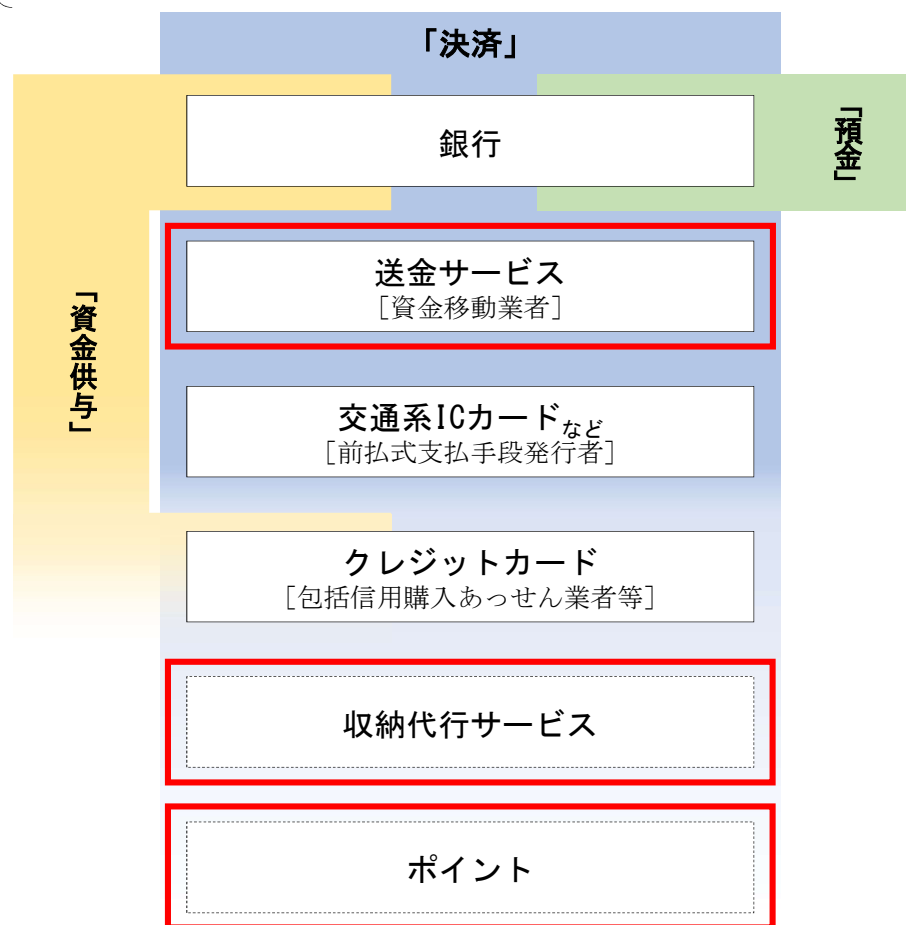 「決済」
「預金」
銀行
送金サービス
[資金移動業者]
「資金供与」
交通系ICカードなど
[前払式支払手段発行者]
クレジットカード
[包括信用購入あっせん業者等]
収納代行サービス
ポイント